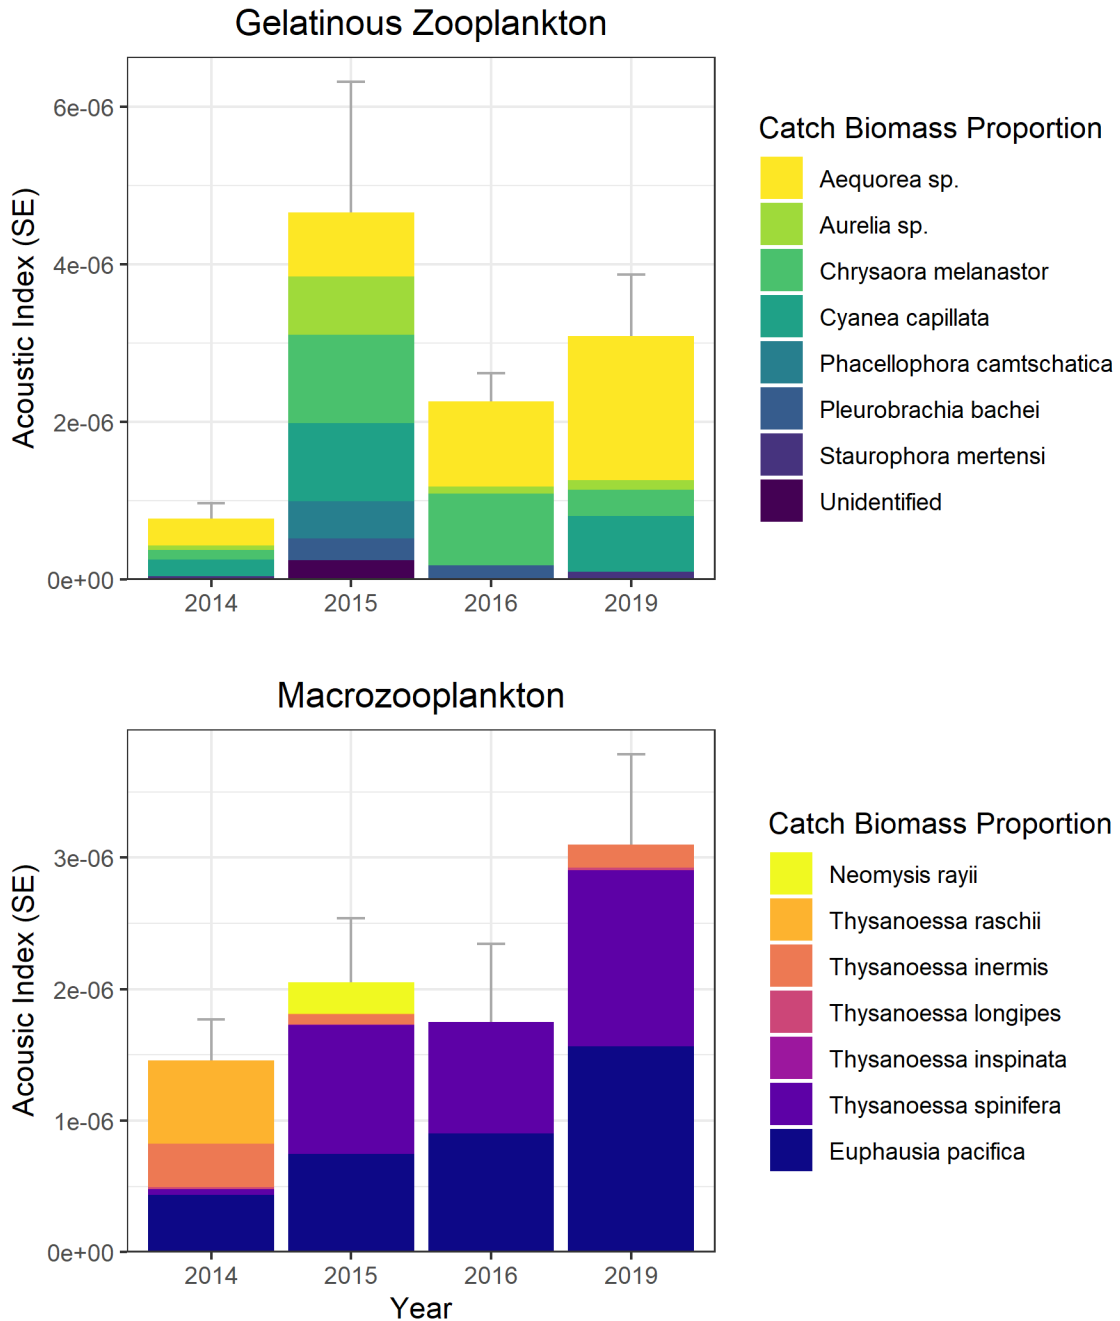 Gelatinous Zooplankton
Acoustic Index (SE)
6e-06
4e-06
2e-06
0e+00
2014 2015 2016 2019
Catch Biomass Proportion
Aequorea sp.
Aurelia sp.
Chrysaora melanastor
Cyanea capillata
Phacellophora camtschatica
Pleurobrachia bachei
Staurophora mertensi
Unidentified
Macrozooplankton
Acousic Index (SE)
3e-06
2e-06
1e-06
0e+00
2014 2015 2016 2019
Year
Catch Biomass Proportion
Neomysis rayii
Thysanoessa raschii
Thysanoessa inermis
Thysanoessa longipes
Thysanoessa inspinata
Thysanoessa spinifera
Euphausia pacifica